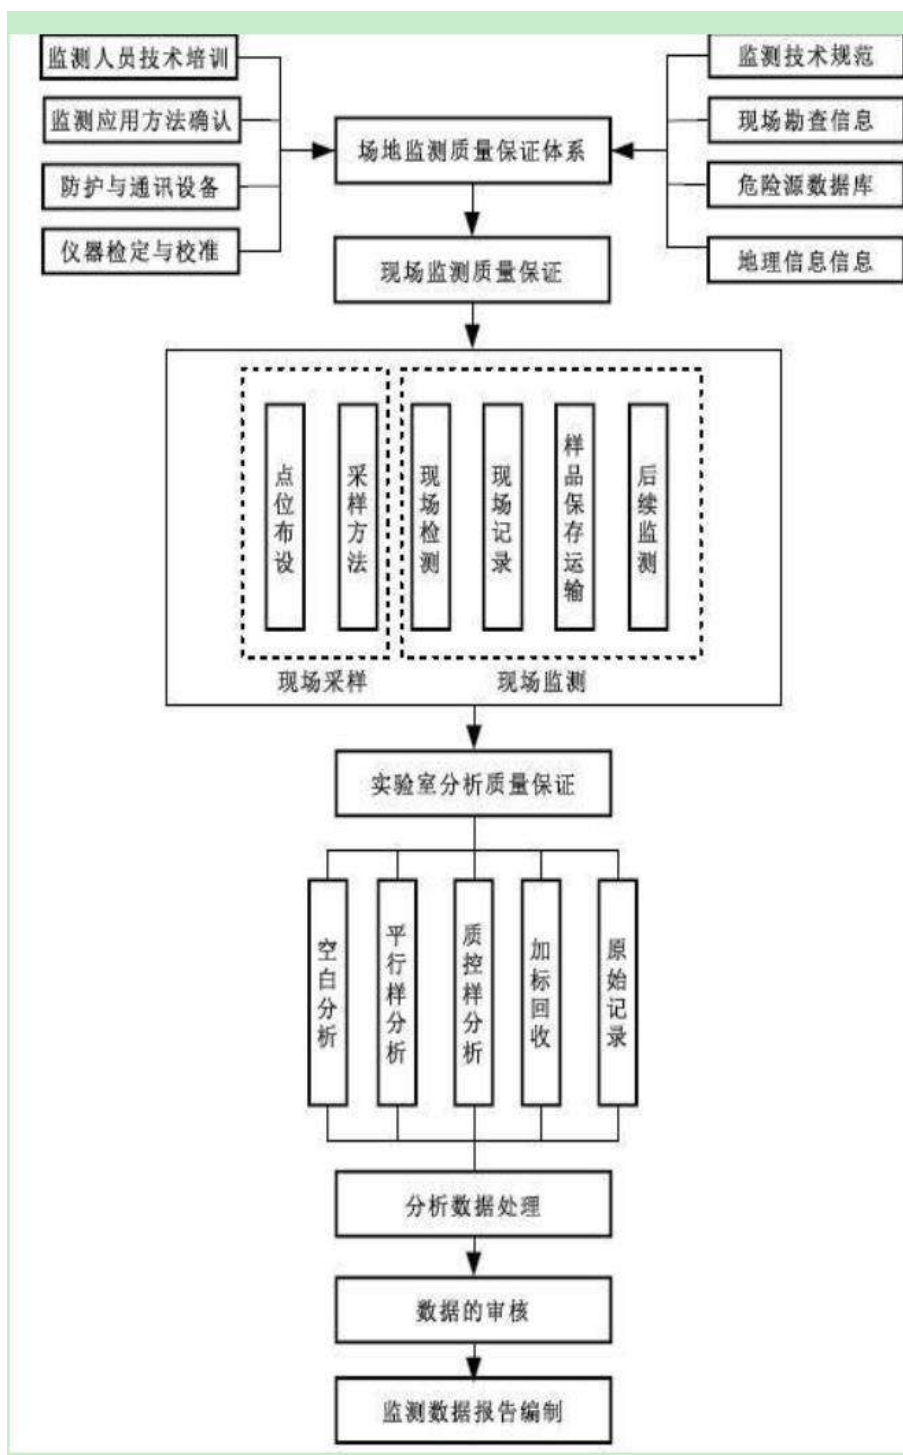 监测人员技术培训
监测应用方法确认
防护与通讯设备
仪器检定与校准
场地监测质量保证体系
监测技术规范
现场勘查信息
危险源数据库
地理信息信息
现场监测质量保证
点位布设
采样方法
现场检测
现场记录
样品保存运输
后续监测
现场采样
现场监测
实验室分析质量保证
空白分析
平行样分析
质控样分析
加标回收
原始记录
分析数据处理
数据的审核
监测数据报告编制